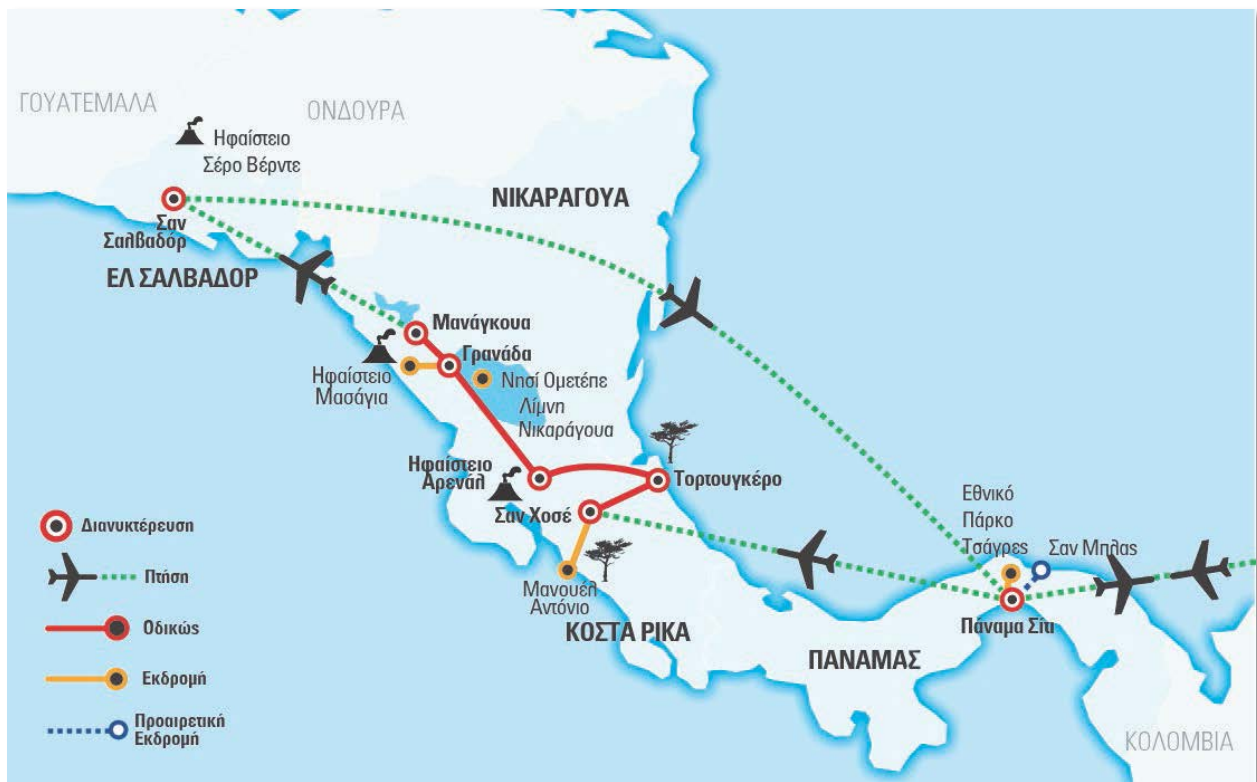 ΓΟΥΑΤΕΜΑΛΑ
ΟΝΔΟΥΡΑ
Ηφαίστειο
Σέρο Βέρντε
ΝΙΚΑΡΑΓΟΥΑ
Σαν
Σαλβαδόρ
ΕΛ ΣΑΛΒΑΔΟΡ
Μανάγκουα
Γρανάδα
Ηφαίστειο
Μασάγια
Νησί Ομετέπε
Λίμνη
Νικαράγουα
Ηφαίστειο
Αρενάλ
Τορτουγκέρο
Σαν Χοσέ
Εθνικό
Πάρκο
Τσάγρες
Σαν Μπλας
Μανουέλ
Αντόνιο
ΚΟΣΤΑ ΡΙΚΑ
Πάναμα Σίτι
ΠΑΝΑΜΑΣ
ΚΟΛΟΜΒΙΑ
Διανυκτέρευση
Πτήση
Οδικώς
Εκδρομή
Προαιρετική
Εκδρομή